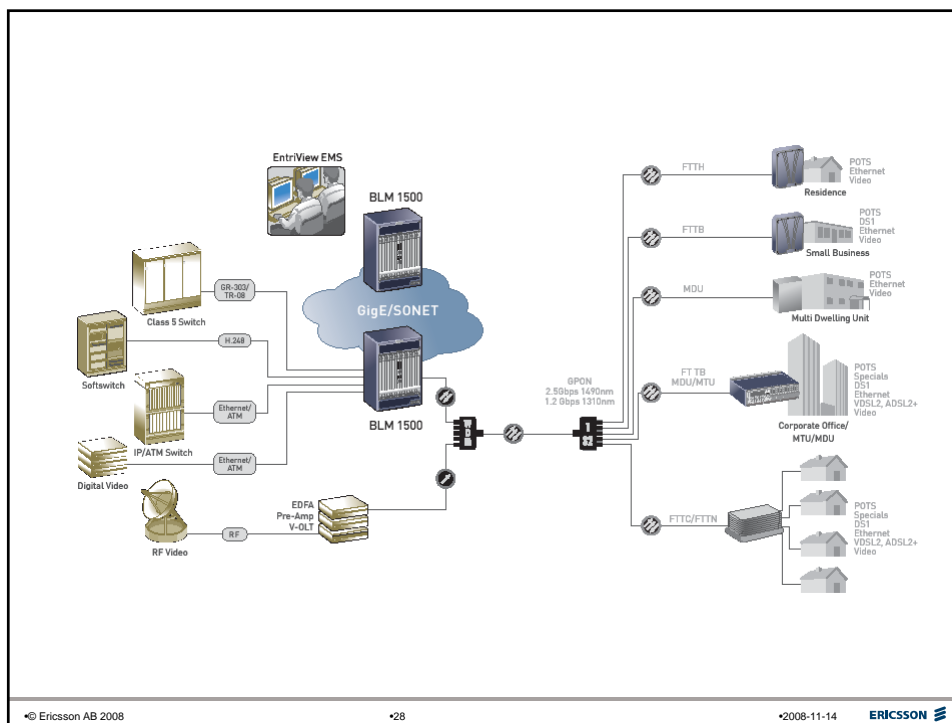 EntriView EMS
BLM 1500
GigE/SONET
BLM 1500
Class 5 Switch
GR-303/
TR-08
Softswitch
H.248
IP/ATM Switch
Ethernet/
ATM
Digital Video
Ethernet/
ATM
RF Video
RF
EDFA
Pre-Amp
V-OLT
WDM
GPON
2.5Gbps 1490nm
1.2 Gbps 1310nm
1
32
FTTH
Residence
POTS
Ethernet
Video
FTTB
Small Business
POTS
DS1
Ethernet
Video
MDU
Multi Dwelling Unit
POTS
Ethernet
Video
FT TB
MDU/MTU
Corporate Office/
MTU/MDU
POTS
Specials
DS1
Ethernet
VDSL2, ADSL2+
Video
FTTC/FTTN
POTS
Specials
DS1
Ethernet
VDSL2, ADSL2+
Video
•© Ericsson AB 2008
•28
•2008-11-14
ERICSSON